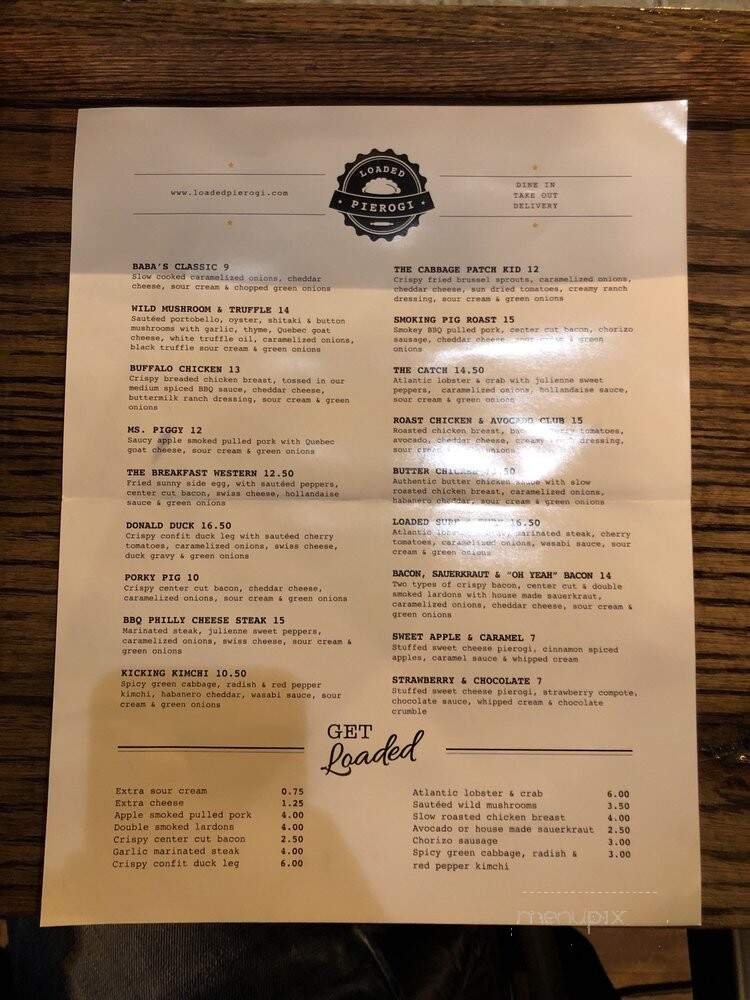 www.loadedpierogi.com
LOADED
PIEROGI
DINE IN
TAKE OUT
DELIVERY
BABA'S CLASSIC 9
Slow cooked caramelized onions, cheddar
cheese, sour cream & chopped green onions
WILD MUSHROOM & TRUFFLE 14
Sautéed portobello, oyster, shitaki & button
mushrooms with garlic, thyme, Quebec goat
cheese, white truffle oil, caramelized onions,
black truffle sour cream & green onions
BUFFALO CHICKEN 13
Crispy breaded chicken breast, tossed in our
medium spiced BBQ sauce, cheddar cheese,
buttermilk ranch dressing, sour cream & green
onions
MS. PIGGY 12
Saucy apple smoked pulled pork with Quebec
goat cheese, sour cream & green onions
THE BREAKFAST WESTERN 12.50
Fried sunny side egg, with sautéed peppers,
center cut bacon, swiss cheese, hollandaise
sauce & green onions
DONALD DUCK 16.50
Crispy confit duck leg with sautéed cherry
tomatoes, caramelized onions, swiss cheese,
duck gravy & green onions
PORKY PIG 10
Crispy center cut bacon, cheddar cheese,
caramelized onions, sour cream & green onions
BBQ PHILLY CHEESE STEAK 15
Marinated steak, julienne sweet peppers,
caramelized onions, swiss cheese, sour cream &
green onions
KICKING KIMCHI 10.50
Spicy green cabbage, radish & red pepper
kimchi, habanero cheddar, wasabi sauce, sour
cream & green onions
THE CABBAGE PATCH KID 12
Crispy fried brussel sprouts, caramelized onions,
cheddar cheese, sun dried tomatoes, creamy ranch
dressing, sour cream & green onions
SMOKING PIG ROAST 15
Smokey BBQ pulled pork, center cut bacon, chorizo
sausage, cheddar cheese, sour cream & green
onions
THE CATCH 14.50
Atlantic lobster & crab with julienne sweet
peppers, caramelized onions, hollandaise sauce,
sour cream & green onions
ROAST CHICKEN & AVOCADO CLUB 15
Roasted chicken breast, tomatoes,
avocado, cheddar cheese, creamy ranch dressing,
sour cream & green onions
BUTTER CHICKEN
Authentic butter chicken sauce with slow
roasted chicken breast, caramelized onions,
habanero cheddar, sour cream & green onions
LOADED 16.50
Atlantic marinated steak, cherry
tomatoes, caramelized onions, wasabi sauce, sour
cream & green onions
BACON, SAUERKRAUT & "OH YEAH" BACON 14
Two types of crispy bacon, center cut & double
smoked lardons with house made sauerkraut,
caramelized onions, cheddar cheese, sour cream &
green onions
SWEET APPLE & CARAMEL 7
Stuffed sweet cheese pierogi, cinnamon spiced
apples, caramel sauce & whipped cream
STRAWBERRY & CHOCOLATE 7
Stuffed sweet cheese pierogi, strawberry compote,
chocolate sauce, whipped cream & chocolate
crumble
GET
Loaded
Extra sour cream 0.75
Extra cheese 1.25
Apple smoked pulled pork 4.00
Double smoked lardons 4.00
Crispy center cut bacon 2.50
Garlic marinated steak 4.00
Crispy confit duck leg 6.00
Atlantic lobster & crab 6.00
Sautéed wild mushrooms 3.50
Slow roasted chicken breast 4.00
Avocado or house made sauerkraut 2.50
Chorizo sausage 3.00
Spicy green cabbage, radish & 3.00
red pepper kimchi
menupix